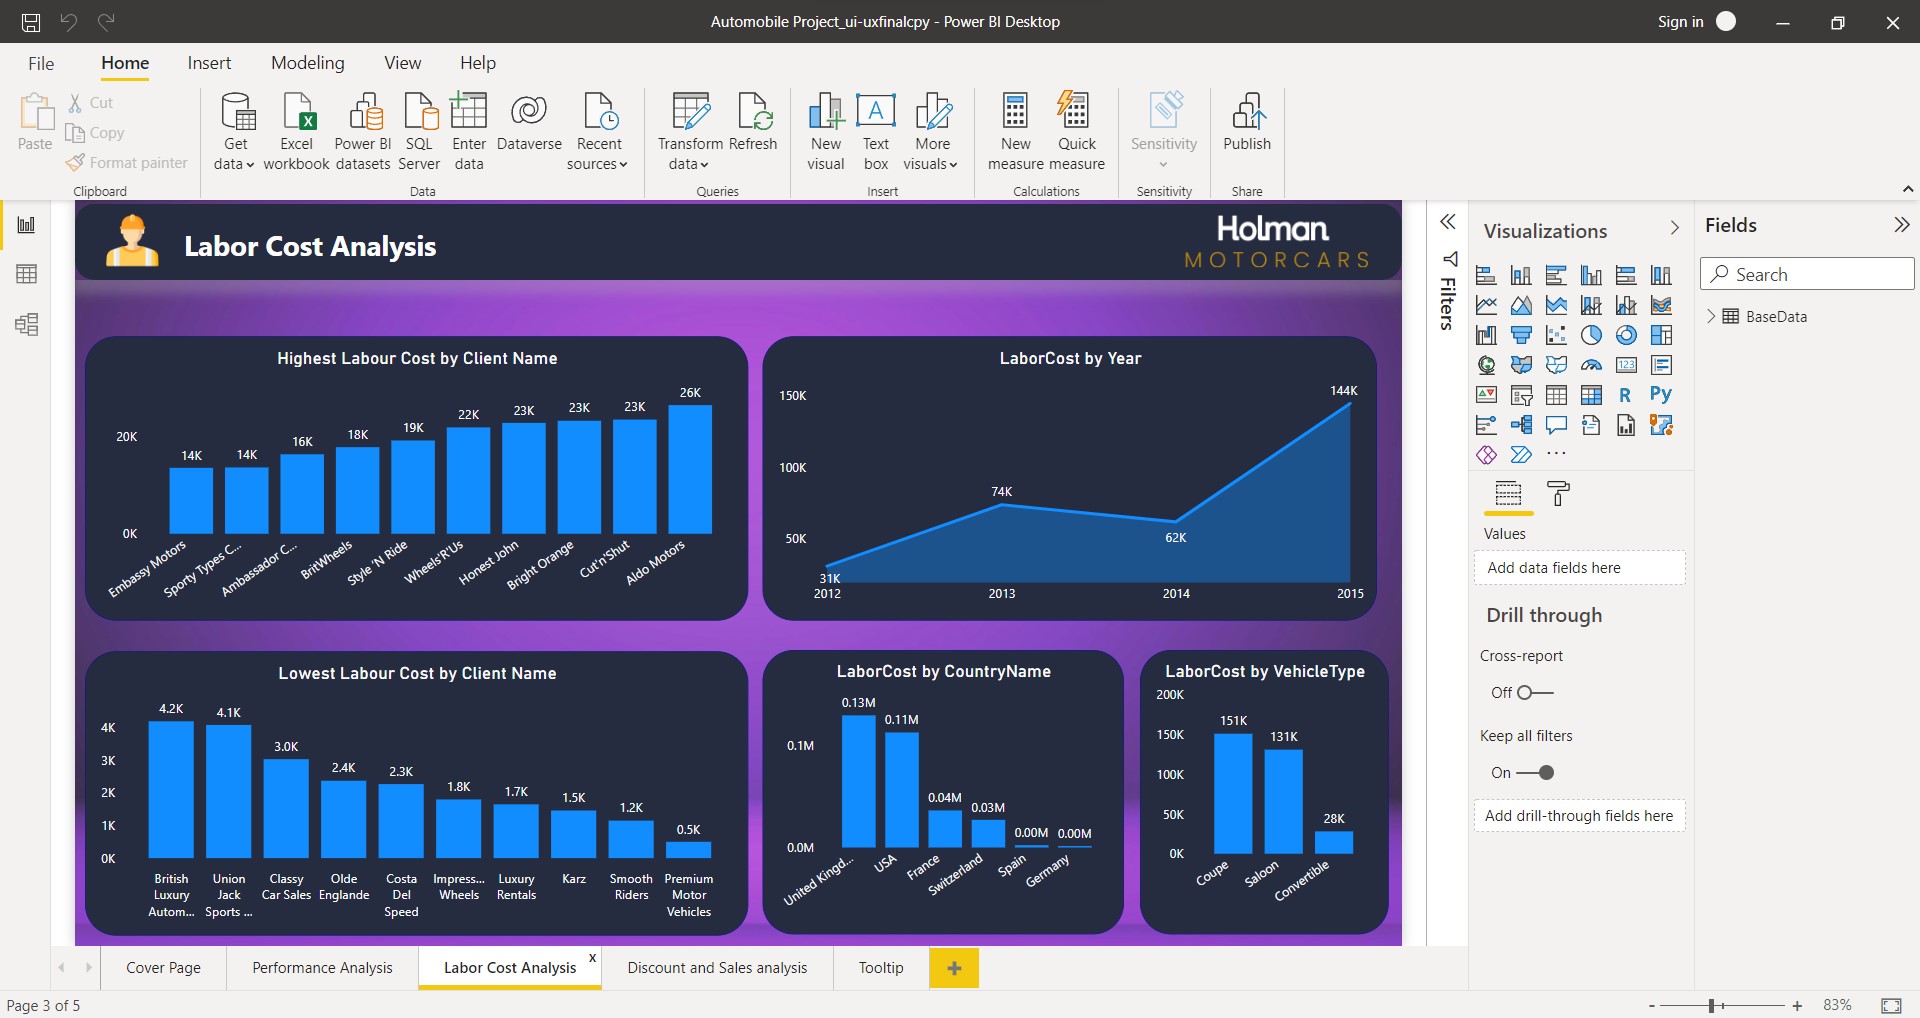 Automobile Project_ui-uxfinalcpy - Power BI Desktop
Sign in
File Home Insert Modeling View Help
Paste
Cut
Copy
Format painter
Clipboard
Get data
Excel workbook
Power BI datasets
SQL Server
Enter data
Dataverse
Recent sources
Data
Transform data
Refresh
Queries
New visual
Text box
More visuals
Insert
New measure
Quick measure
Calculations
Sensitivity
Sensitivity
Publish
Share
Labor Cost Analysis
Holman
MOTORCARS
Highest Labour Cost by Client Name
20K
0K
14K 14K 16K 18K 19K 22K 23K 23K 23K 26K
Embassy Motors
Sporty Types C...
Ambassador C...
BritWheels
Style 'N Ride
Wheels'R'Us
Honest John
Bright Orange
Cut'n'Shut
Aldo Motors
LaborCost by Year
150K
100K
50K
31K 74K 62K 144K
2012 2013 2014 2015
Lowest Labour Cost by Client Name
4K
3K
2K
1K
0K
4.2K 4.1K 3.0K 2.4K 2.3K 1.8K 1.7K 1.5K 1.2K 0.5K
British Luxury Autom...
Union Jack Sports ...
Classy Car Sales
Olde Englande
Costa Del Speed
Impress... Wheels
Luxury Rentals
Karz
Smooth Riders
Premium Motor Vehicles
LaborCost by CountryName
0.1M
0.0M
0.13M 0.11M 0.04M 0.03M 0.00M 0.00M
United Kingd...
USA
France
Switzerland
Spain
Germany
LaborCost by VehicleType
200K
150K
100K
50K
0K
151K 131K 28K
Coupe
Saloon
Convertible
Filters
Visualizations
123
R
Py
Values
Add data fields here
Drill through
Cross-report
Off
Keep all filters
On
Add drill-through fields here
Fields
Search
BaseData
Cover Page
Performance Analysis
Labor Cost Analysis x
Discount and Sales analysis
Tooltip
+
Page 3 of 5
- + 83%